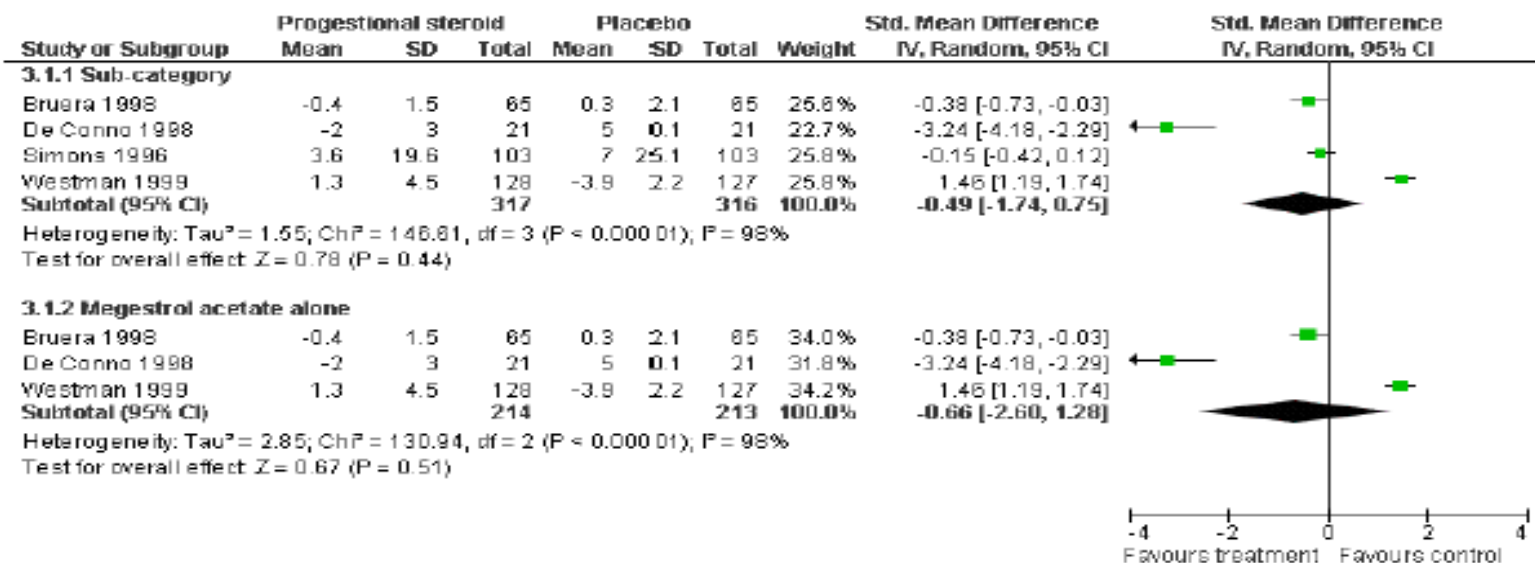 Progestional steroid Placebo Std. Mean Difference Std. Mean Difference
Study or Subgroup Mean SD Total Mean SD Total Weight IV, Random, 95% CI IV, Random, 95% CI
3.1.1 Sub-category
Bruera 1998 -0.4 1.5 65 0.3 2.1 65 25.6% -0.38 [-0.73, -0.03]
De Conno 1998 -2 3 21 5 0.1 21 22.7% -3.24 [-4.18, -2.29]
Simons 1996 3.6 19.6 103 7 25.1 103 25.8% -0.15 [-0.42, 0.12]
Westman 1999 1.3 4.5 128 -3.9 2.2 127 25.8% 1.46 [1.19, 1.74]
Subtotal (95% CI) 317 316 100.0% -0.49 [-1.74, 0.75]
Heterogeneity: Tau² = 1.55; Chi² = 146.61, df = 3 (P < 0.00001); I² = 98%
Test for overall effect: Z = 0.78 (P = 0.44)
3.1.2 Megestrol acetate alone
Bruera 1998 -0.4 1.5 65 0.3 2.1 65 34.0% -0.38 [-0.73, -0.03]
De Conno 1998 -2 3 21 5 0.1 21 31.8% -3.24 [-4.18, -2.29]
Westman 1999 1.3 4.5 128 -3.9 2.2 127 34.2% 1.46 [1.19, 1.74]
Subtotal (95% CI) 214 213 100.0% -0.66 [-2.60, 1.28]
Heterogeneity: Tau² = 2.85; Chi² = 130.94, df = 2 (P < 0.00001); I² = 98%
Test for overall effect: Z = 0.67 (P = 0.51)
-4 -2 0 2 4
Favours treatment Favours control